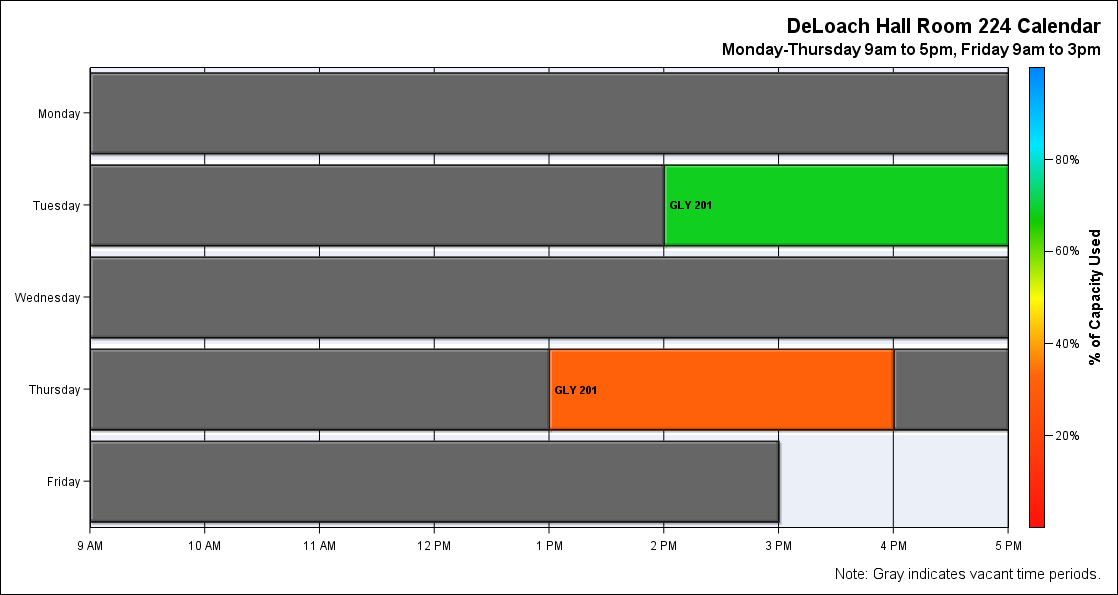 DeLoach Hall Room 224 Calendar
Monday-Thursday 9am to 5pm, Friday 9am to 3pm
Monday
Tuesday
GLY 201
Wednesday
Thursday
GLY 201
Friday
9 AM 10 AM 11 AM 12 PM 1 PM 2 PM 3 PM 4 PM 5 PM
80%
60%
40%
20%
% of Capacity Used
Note: Gray indicates vacant time periods.